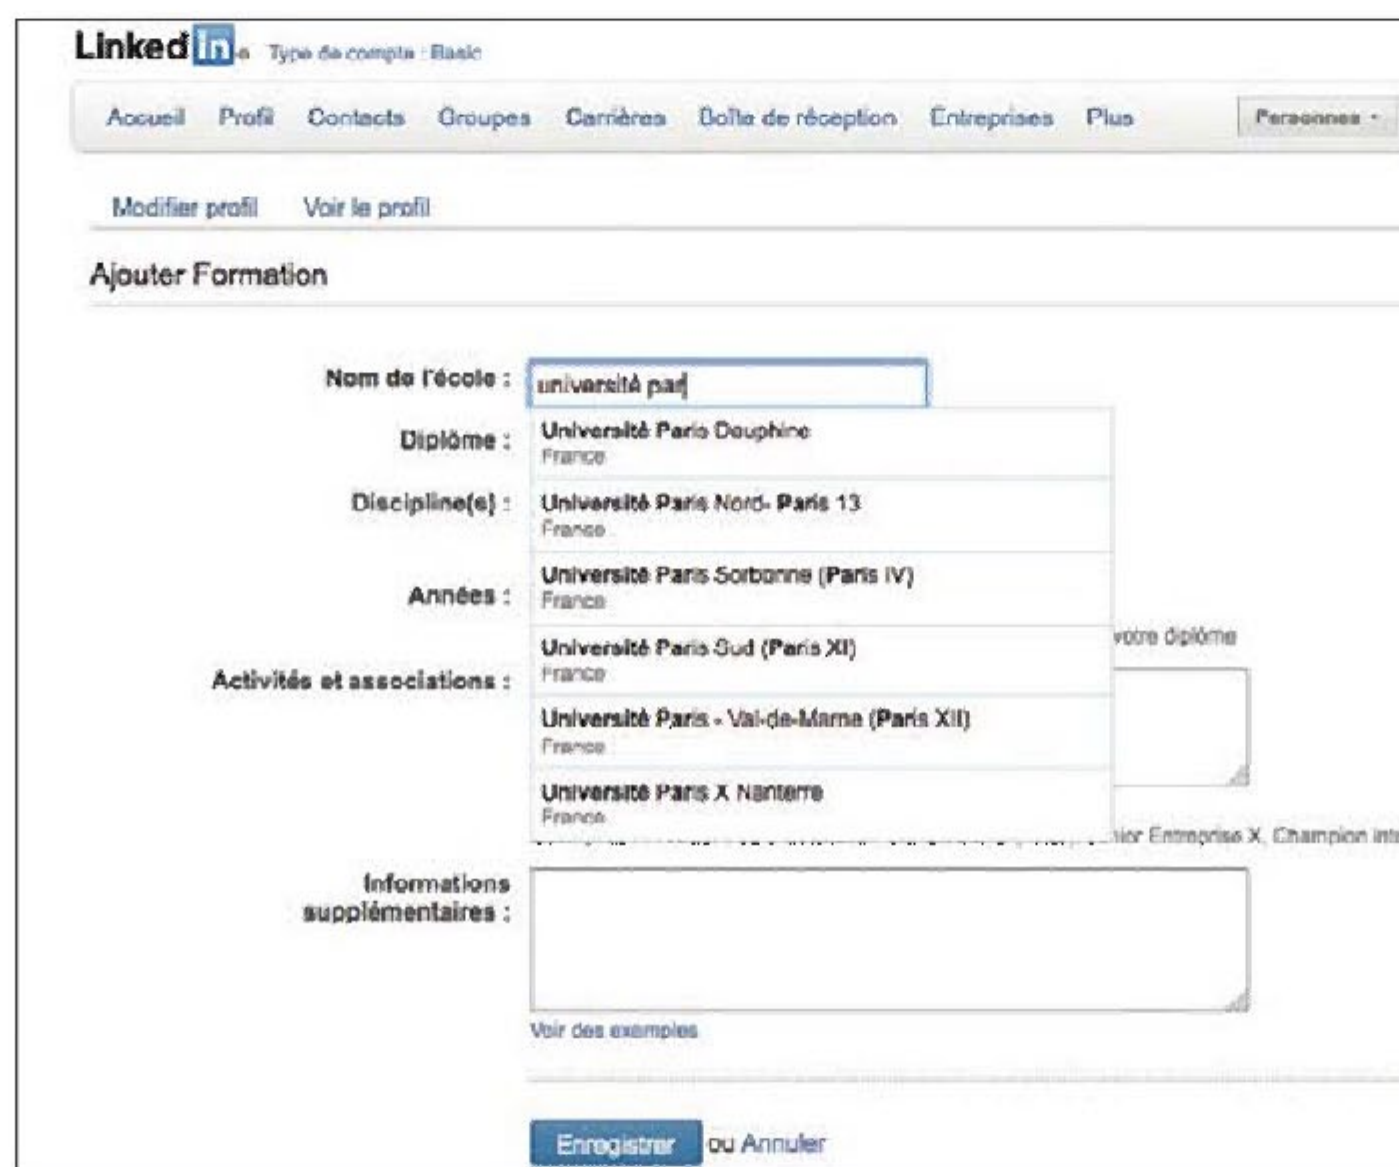 Linked in Type de compte : Basic
Accueil Profil Contacts Groupes Carrières Boîte de réception Entreprises Plus Personnes
Modifier profil Voir le profil
Ajouter Formation
Nom de l'école : université par
Diplôme : Université Paris Dauphine
France
Discipline(s) : Université Paris Nord- Paris 13
France
Université Paris Sorbonne (Paris IV)
Années : France
votre diplôme
Université Paris Sud (Paris XI)
Activités et associations : France
Université Paris - Val-de-Marne (Paris XII)
France
Université Paris X Nanterre
France
Entreprise X, Champion
Informations
supplémentaires :
Voir des exemples
Enregistrer ou Annuler